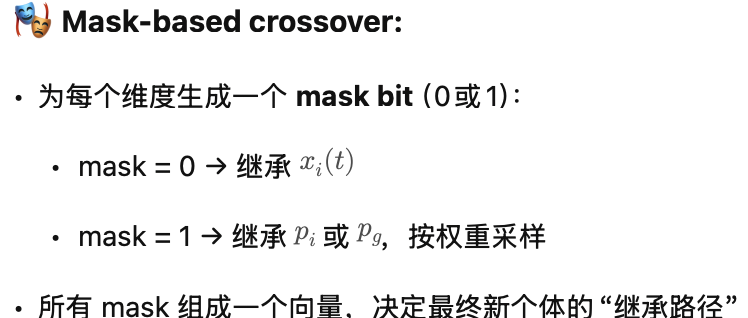 🎭 Mask-based crossover:
• 为每个维度生成一个 mask bit (0或1)：
• mask = 0 → 继承 xᵢ(t)
• mask = 1 → 继承 pᵢ 或 p_g，按权重采样
• 所有 mask 组成一个向量，决定最终新个体的“继承路径”